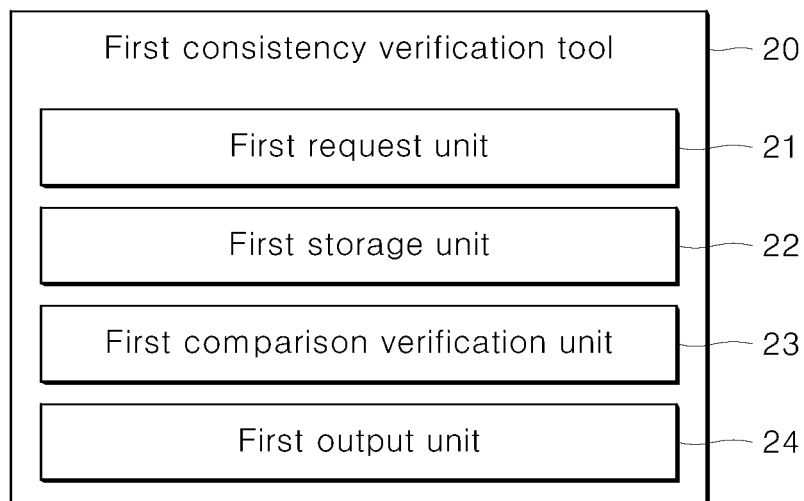 First consistency verification tool 20
First request unit 21
First storage unit 22
First comparison verification unit 23
First output unit 24